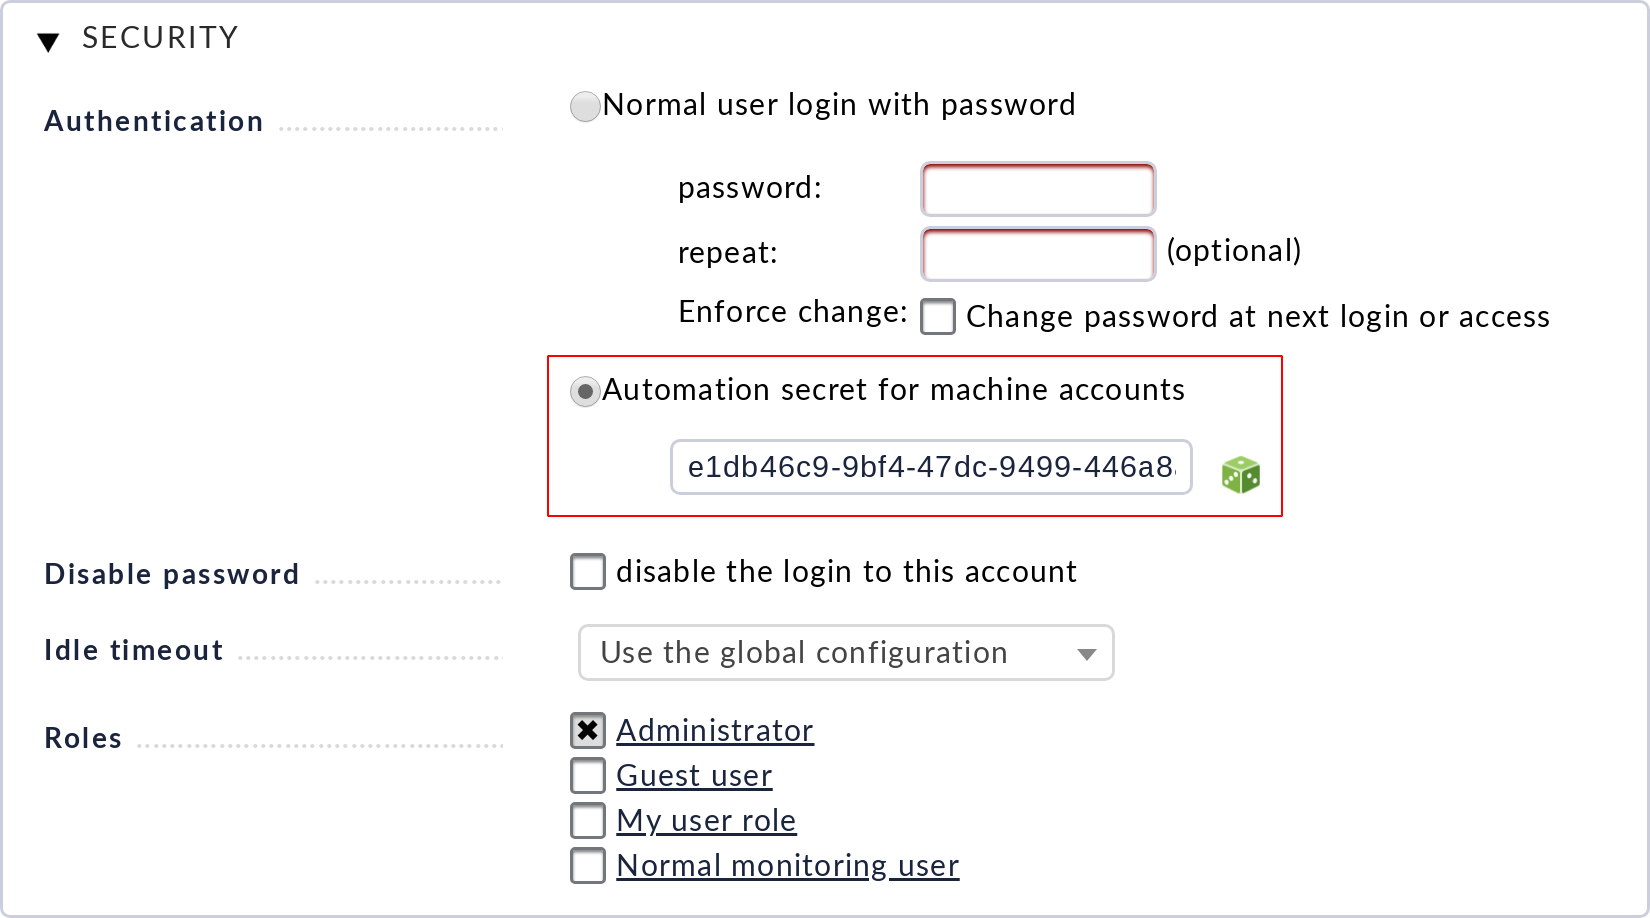 SECURITY
Authentication
Normal user login with password
password:
repeat: (optional)
Enforce change: Change password at next login or access
Automation secret for machine accounts
e1db46c9-9bf4-47dc-9499-446a8
Disable password disable the login to this account
Idle timeout Use the global configuration
Roles Administrator
Guest user
My user role
Normal monitoring user